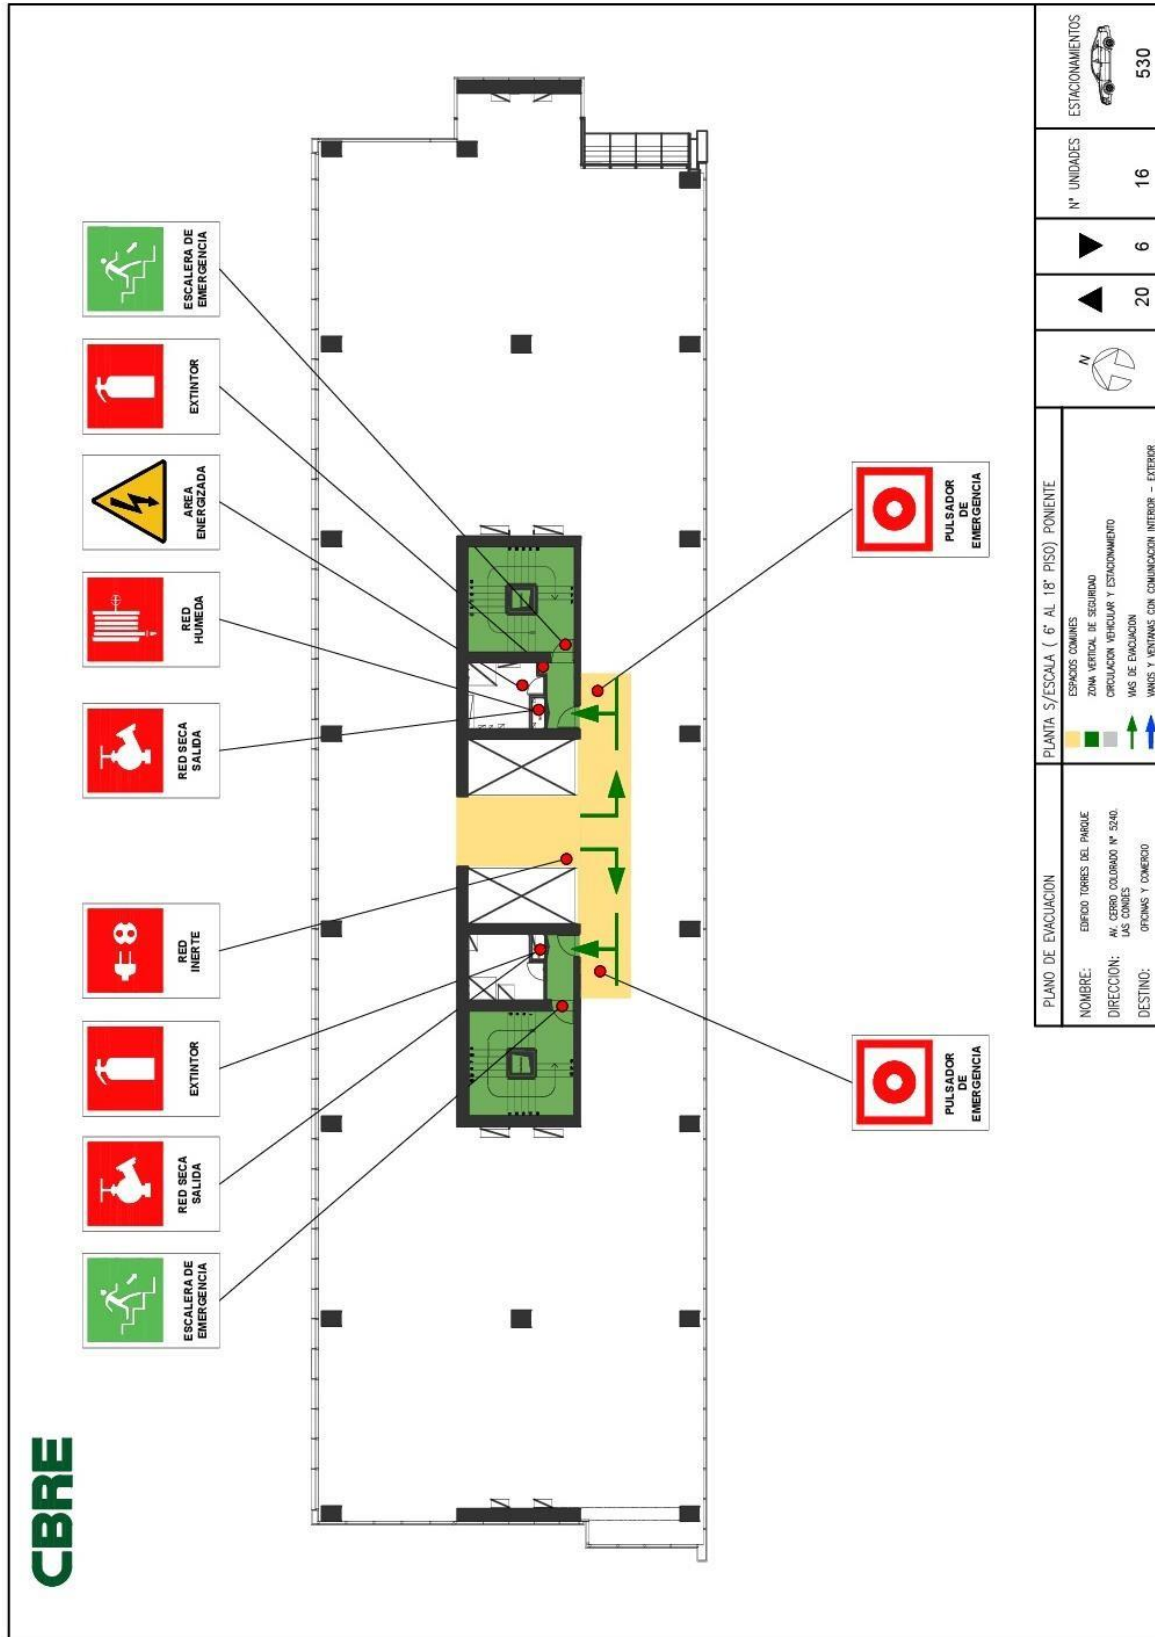 CBRE
ESCALERA DE
EMERGENCIA
RED SECA
SALIDA
EXTINTOR
RED
INERTE
RED SECA
SALIDA
RED
HUMEDA
AREA
ENERGIZADA
EXTINTOR
ESCALERA DE
EMERGENCIA
PULSADOR
DE
EMERGENCIA
PULSADOR
DE
EMERGENCIA
PLANO DE EVACUACION
NOMBRE: EDIFICIO TORRES DEL PARQUE
DIRECCION: AV. CERRO COLORADO Nº 5240.
LAS CONDES
DESTINO: OFICINAS Y COMERCIO
PLANTA S/ESCALA ( 6° AL 18° PISO) PONIENTE
ESPACIOS COMUNES
ZONA VERTICAL DE SEGURIDAD
CIRCULACION VEHICULAR Y ESTACIONAMIENTO
VIAS DE EVACUACION
VANOS Y VENTANAS CON COMUNICACION INTERIOR - EXTERIOR
N
20
6
N° UNIDADES
16
ESTACIONAMIENTOS
530